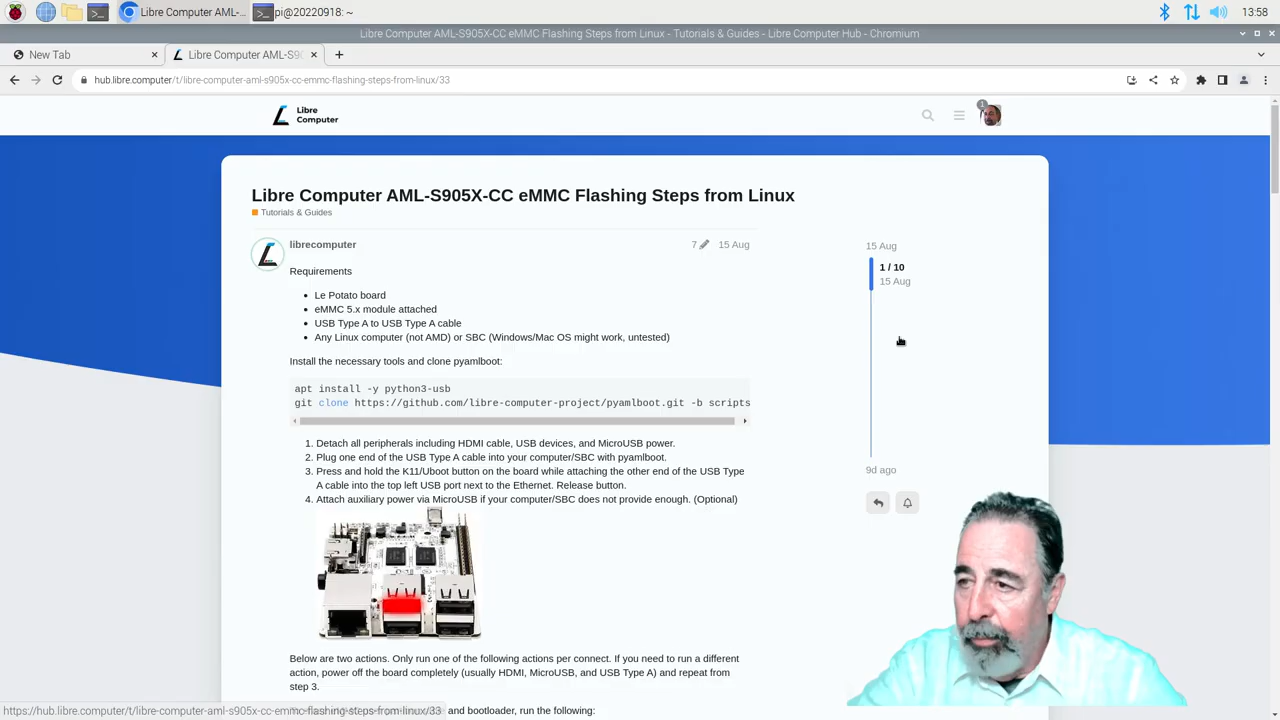 Libre Computer AML-...
pi@20220918: ~
13:58
Libre Computer AML-S905X-CC eMMC Flashing Steps from Linux - Tutorials & Guides - Libre Computer Hub - Chromium
New Tab
Libre Computer AML-S905
hub.libre.computer/t/libre-computer-aml-s905x-cc-emmc-flashing-steps-from-linux/33
Libre
Computer
1
Libre Computer AML-S905X-CC eMMC Flashing Steps from Linux
Tutorials & Guides
librecomputer
7
15 Aug
15 Aug
1 / 10
15 Aug
9d ago
Requirements
Le Potato board
eMMC 5.x module attached
USB Type A to USB Type A cable
Any Linux computer (not AMD) or SBC (Windows/Mac OS might work, untested)
Install the necessary tools and clone pyamlboot:
apt install -y python3-usb
git clone https://github.com/libre-computer-project/pyamlboot.git -b scripts
1. Detach all peripherals including HDMI cable, USB devices, and MicroUSB power.
2. Plug one end of the USB Type A cable into your computer/SBC with pyamlboot.
3. Press and hold the K11/Uboot button on the board while attaching the other end of the USB Type
A cable into the top left USB port next to the Ethernet. Release button.
4. Attach auxiliary power via MicroUSB if your computer/SBC does not provide enough. (Optional)
Below are two actions. Only run one of the following actions per connect. If you need to run a different
action, power off the board completely (usually HDMI, MicroUSB, and USB Type A) and repeat from
step 3.
and bootloader, run the following:
https://hub.libre.computer/t/libre-computer-aml-s905x-cc-emmc-flashing-steps-from-linux/33